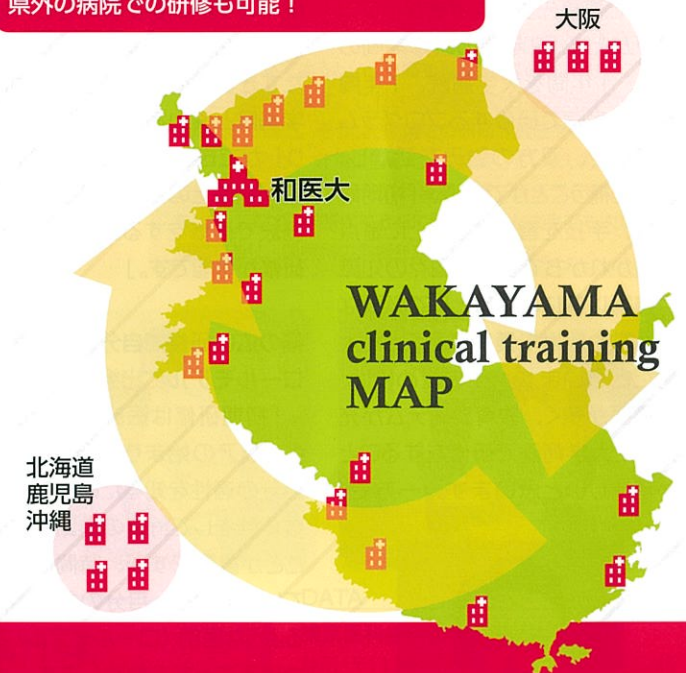 県外の病院での研修も可能！
大阪
和医大
WAKAYAMA
clinical training
MAP
北海道
鹿児島
沖縄